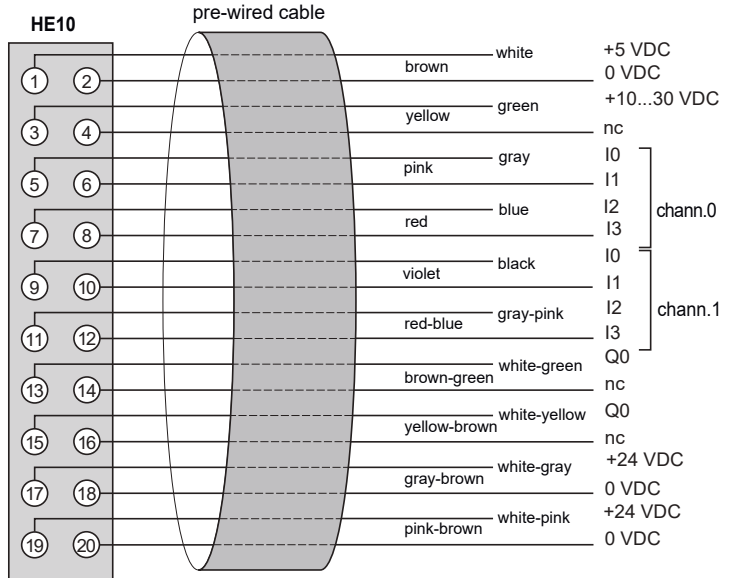 pre-wired cable
HE10
white +5 VDC
1 2 brown 0 VDC
green +10...30 VDC
3 4 yellow nc
gray I0
5 6 pink I1
blue I2
7 8 red I3
chann.0
black I0
9 10 violet I1
gray-pink I2
11 12 red-blue I3
chann.1
white-green Q0
13 14 brown-green nc
white-yellow Q0
15 16 yellow-brown nc
white-gray +24 VDC
17 18 gray-brown 0 VDC
white-pink +24 VDC
19 20 pink-brown 0 VDC